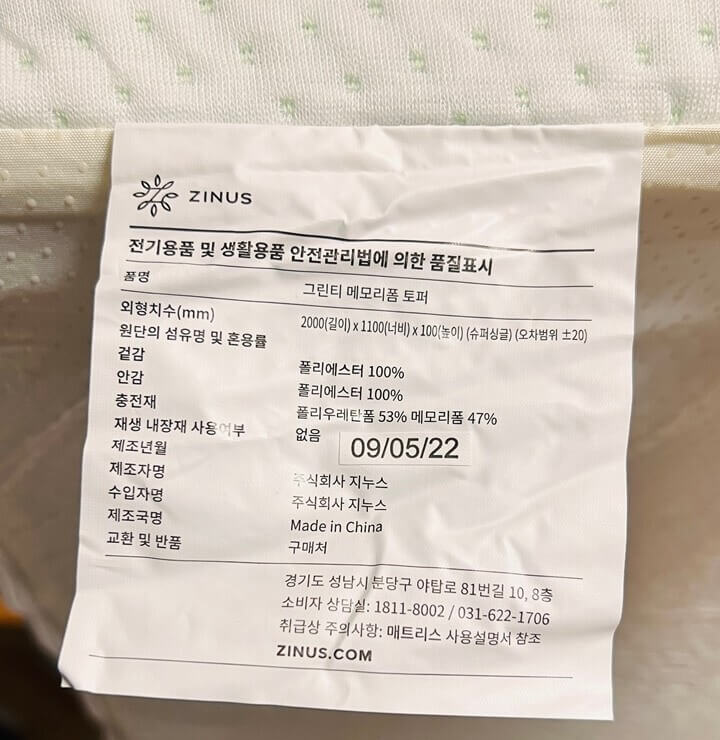 ZINUS
전기용품 및 생활용품 안전관리법에 의한 품질표시
품명 그린티 메모리폼 토퍼
외형치수(mm) 2000(길이) x 1100(너비) x 100(높이) (슈퍼싱글) (오차범위 ±20)
원단의 섬유명 및 혼용률
겉감 폴리에스터 100%
안감 폴리에스터 100%
충전재 폴리우레탄폼 53% 메모리폼 47%
재생 내장재 사용여부 없음
제조년월 09/05/22
제조자명 주식회사 지누스
수입자명 주식회사 지누스
제조국명 Made in China
교환 및 반품 구매처
경기도 성남시 분당구 야탑로 81번길 10, 8층
소비자 상담실: 1811-8002 / 031-622-1706
취급상 주의사항: 매트리스 사용설명서 참조
ZINUS.COM